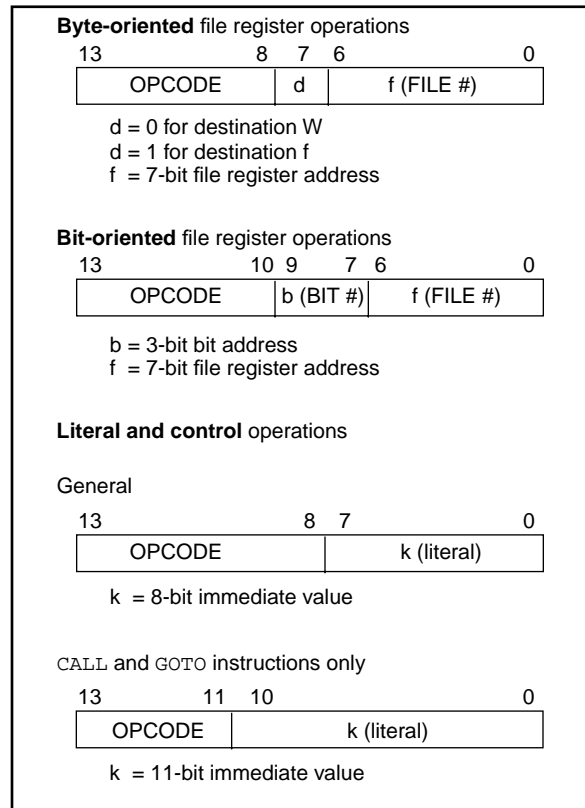 Byte-oriented file register operations
13 8 7 6 0
OPCODE d f (FILE #)
d = 0 for destination W
d = 1 for destination f
f = 7-bit file register address
Bit-oriented file register operations
13 10 9 7 6 0
OPCODE b (BIT #) f (FILE #)
b = 3-bit bit address
f = 7-bit file register address
Literal and control operations
General
13 8 7 0
OPCODE k (literal)
k = 8-bit immediate value
CALL and GOTO instructions only
13 11 10 0
OPCODE k (literal)
k = 11-bit immediate value